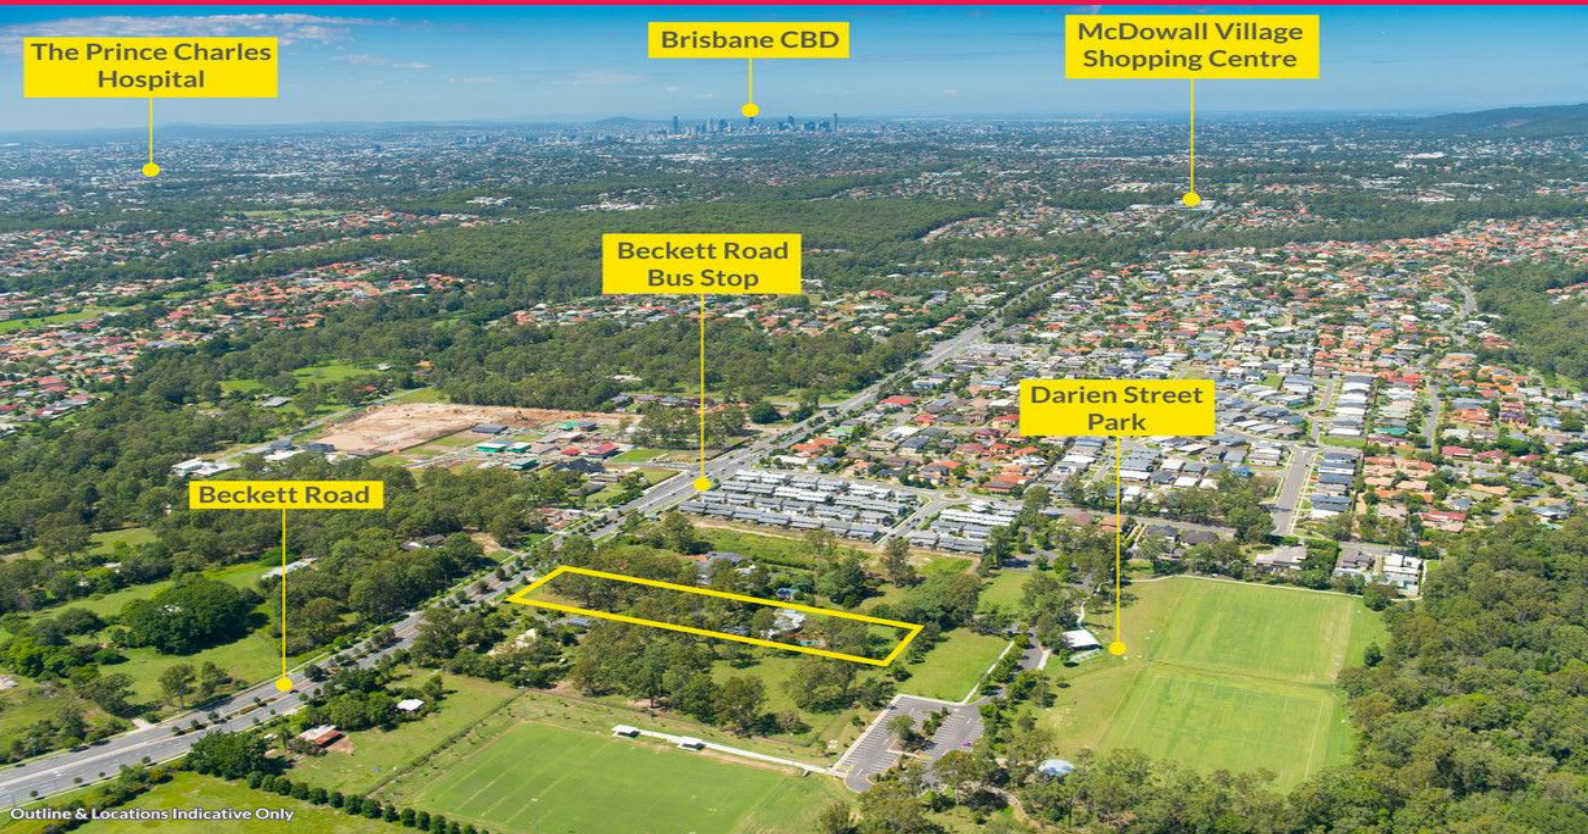 The Prince Charles
Hospital
Brisbane CBD
McDowall Village
Shopping Centre
Beckett Road
Bus Stop
Darien Street
Park
Beckett Road
Outline & Locations Indicative Only